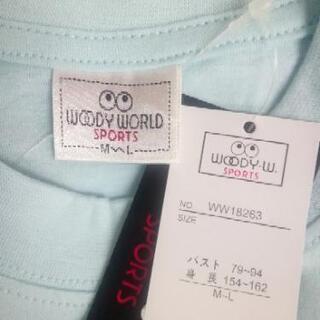 WOODY WORLD
SPORTS
M~L
WOODY-W.
SPORTS
NO. WW18263
SIZE
バスト 79~94
身長 154~162
M~L
SPORTS